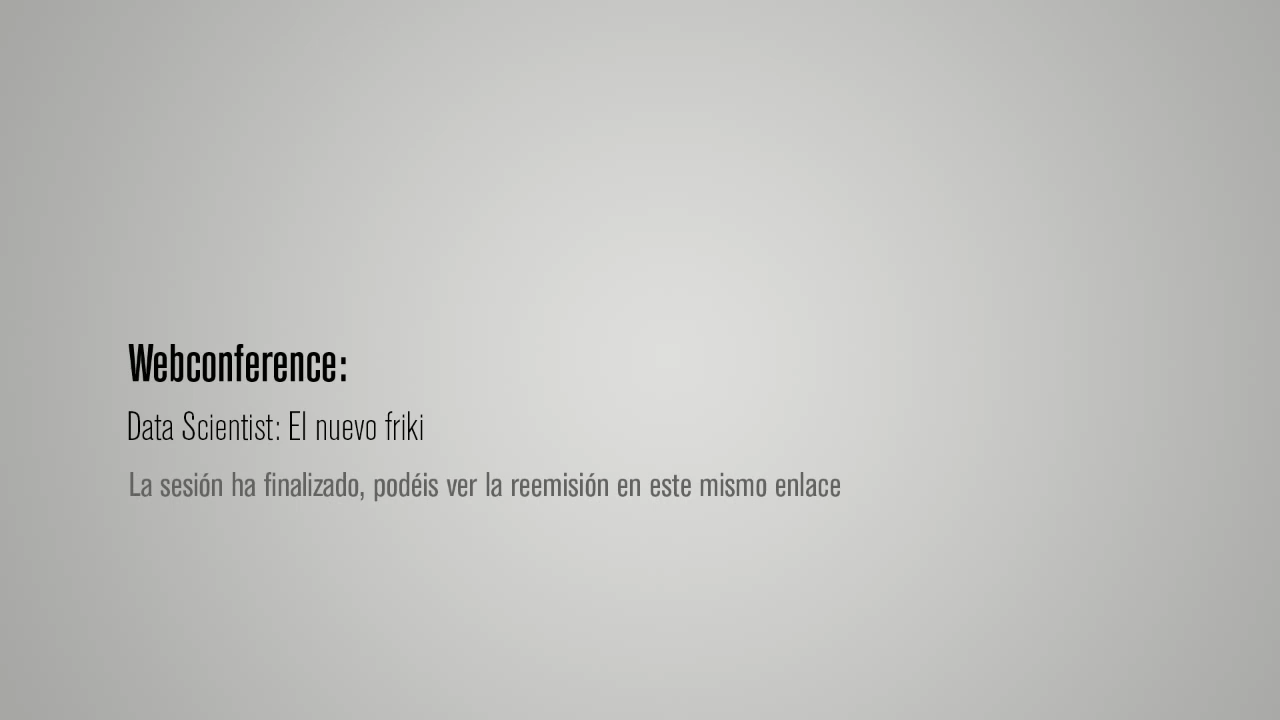 Webconference:
Data Scientist: El nuevo friki
La sesión ha finalizado, podéis ver la reemisión en este mismo enlace